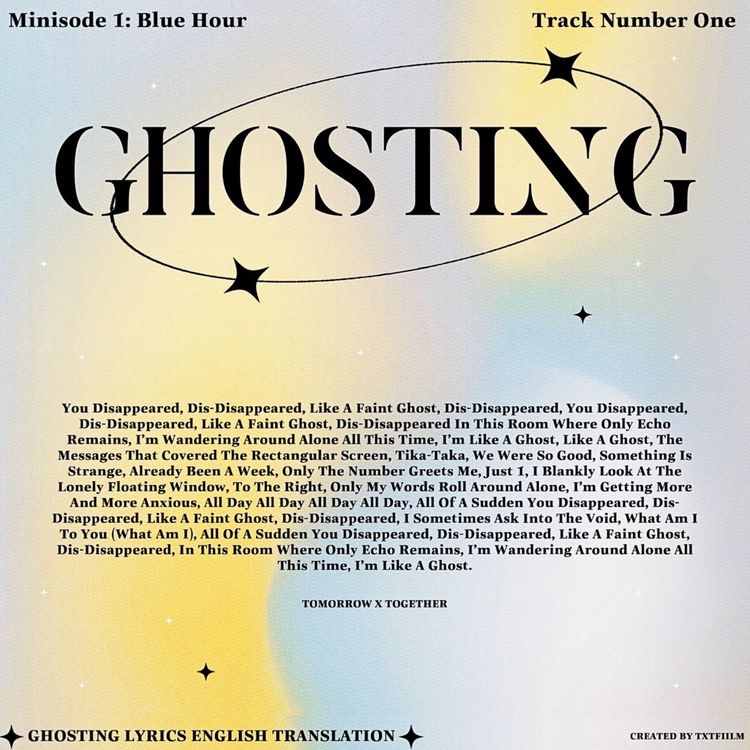 Minisode 1: Blue Hour
Track Number One
GHOSTING
You Disappeared, Dis-Disappeared, Like A Faint Ghost, Dis-Disappeared, You Disappeared,
Dis-Disappeared, Like A Faint Ghost, Dis-Disappeared In This Room Where Only Echo
Remains, I'm Wandering Around Alone All This Time, I'm Like A Ghost, Like A Ghost, The
Messages That Covered The Rectangular Screen, Tika-Taka, We Were So Good, Something Is
Strange, Already Been A Week, Only The Number Greets Me, Just 1, I Blankly Look At The
Lonely Floating Window, To The Right, Only My Words Roll Around Alone, I'm Getting More
And More Anxious, All Day All Day All Day All Day, All Of A Sudden You Disappeared, Dis-
Disappeared, Like A Faint Ghost, Dis-Disappeared, I Sometimes Ask Into The Void, What Am I
To You (What Am I), All Of A Sudden You Disappeared, Dis-Disappeared, Like A Faint Ghost,
Dis-Disappeared, In This Room Where Only Echo Remains, I'm Wandering Around Alone All
This Time, I'm Like A Ghost.
TOMORROW X TOGETHER
GHOSTING LYRICS ENGLISH TRANSLATION
CREATED BY TXTFIILM